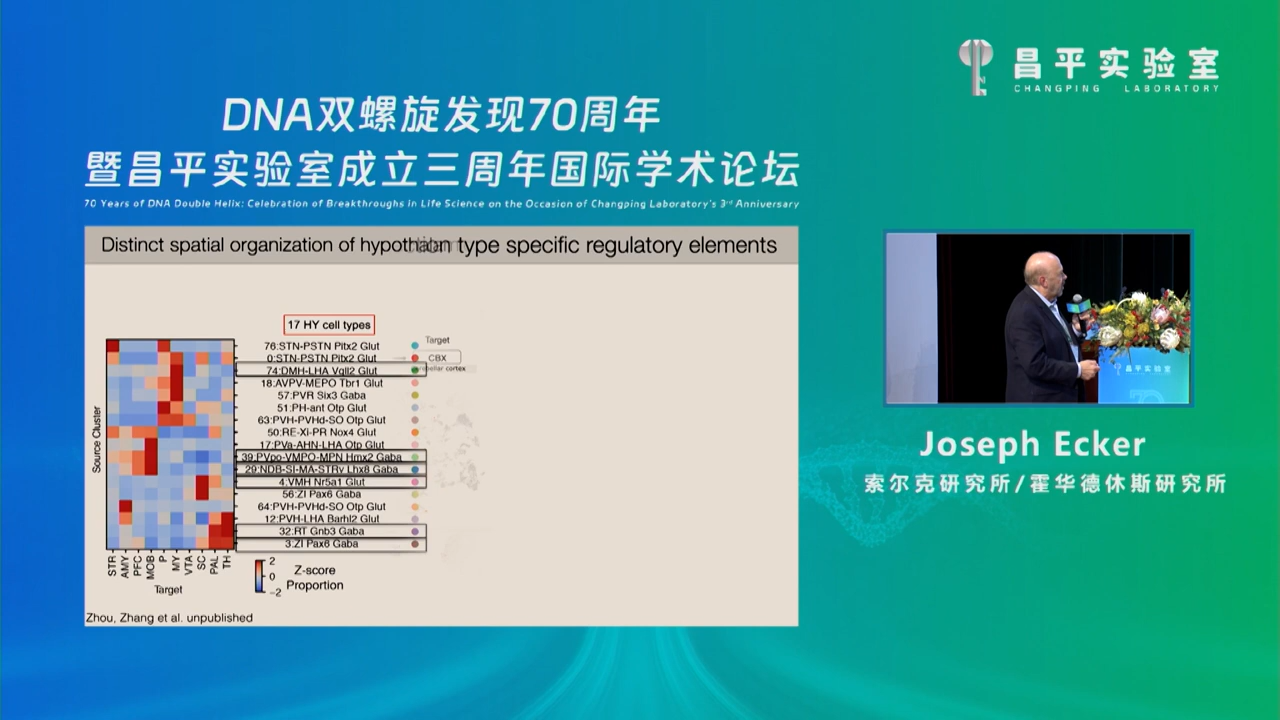 昌平实验室
CHANGPING LABORATORY
DNA双螺旋发现70周年
暨昌平实验室成立三周年国际学术论坛
70 Years of DNA Double Helix: Celebration of Breakthroughs in Life Science on the Occasion of Changping Laboratory's 3rd Anniversary
Distinct spatial organization of type specific regulatory elements
17 HY cell types
Target
76:STN-PSTN Pitx2 Glut
0:STN-PSTN Pitx2 Glut
CBX
74:DMH-LHA Vgll2 Glut
cortex
18:AVPV-MEPO Tbr1 Glut
57:PVR Six3 Gaba
51:PH-ant Otp Glut
63:PVH-PVHd-SO Otp Glut
50:RE-Xi-PR Nox4 Glut
17:PVa-AHN-LHA Otp Glut
39:PVpo-VMPO-MPN Hmx2 Gaba
29:NDB-SI-MA-STRv Lhx8 Gaba
4:VMH Nr5a1 Glut
56:ZI Pax6 Gaba
64:PVH-PVHd-SO Otp Glut
12:PVH-LHA Barhl2 Glut
32:RT Gnb3 Gaba
3:ZI Pax6 Gaba
Source Cluster
STR AMY PFC MOB P MY VTA SC PAL TH
Target
2
0
-2
Z-score
Proportion
Zhou, Zhang et al. unpublished
昌平实验室
70
Joseph Ecker
索尔克研究所/霍华德休斯研究所